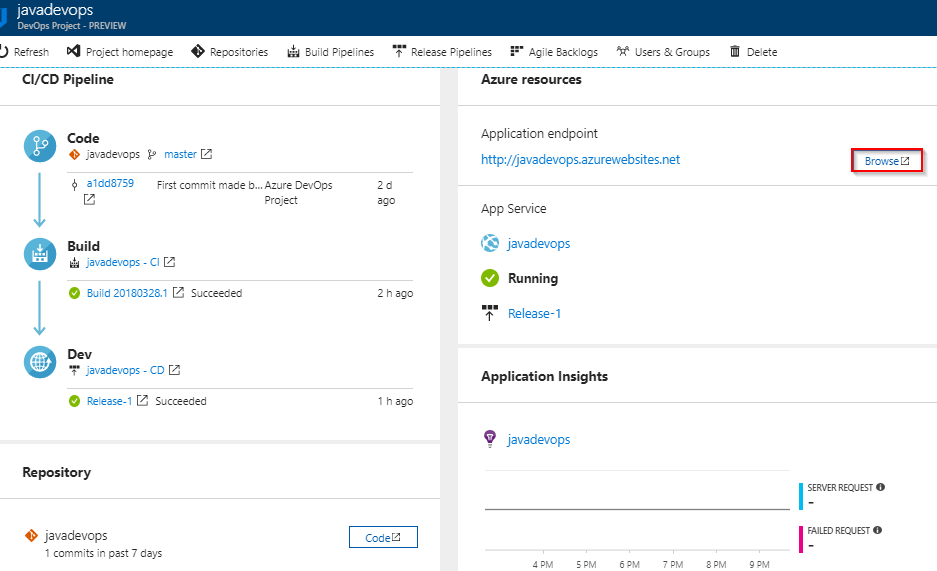 javadevops
DevOps Project - PREVIEW
Refresh Project homepage Repositories Build Pipelines Release Pipelines Agile Backlogs Users & Groups Delete
CI/CD Pipeline
Code
javadevops master
a1dd8759 First commit made b... Azure DevOps Project 2 d ago
Build
javadevops - CI
Build 20180328.1 Succeeded 2 h ago
Dev
javadevops - CD
Release-1 Succeeded 1 h ago
Repository
javadevops Code
1 commits in past 7 days
Azure resources
Application endpoint
http://javadevops.azurewebsites.net Browse
App Service
javadevops
Running
Release-1
Application Insights
javadevops
SERVER REQUEST
--
FAILED REQUEST
--
4 PM 5 PM 6 PM 7 PM 8 PM 9 PM